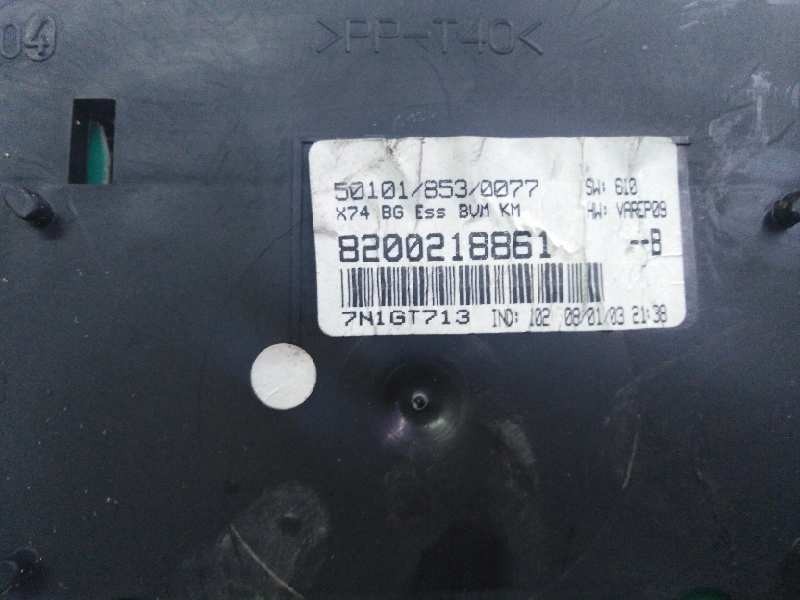 04
>PP-T40<
50101/853/0077 SW: 610
X74 BG Ess BVM KM HW: VAREP09
8200218861 --B
7N1GT713 IND: 102 08/01/03 21:38